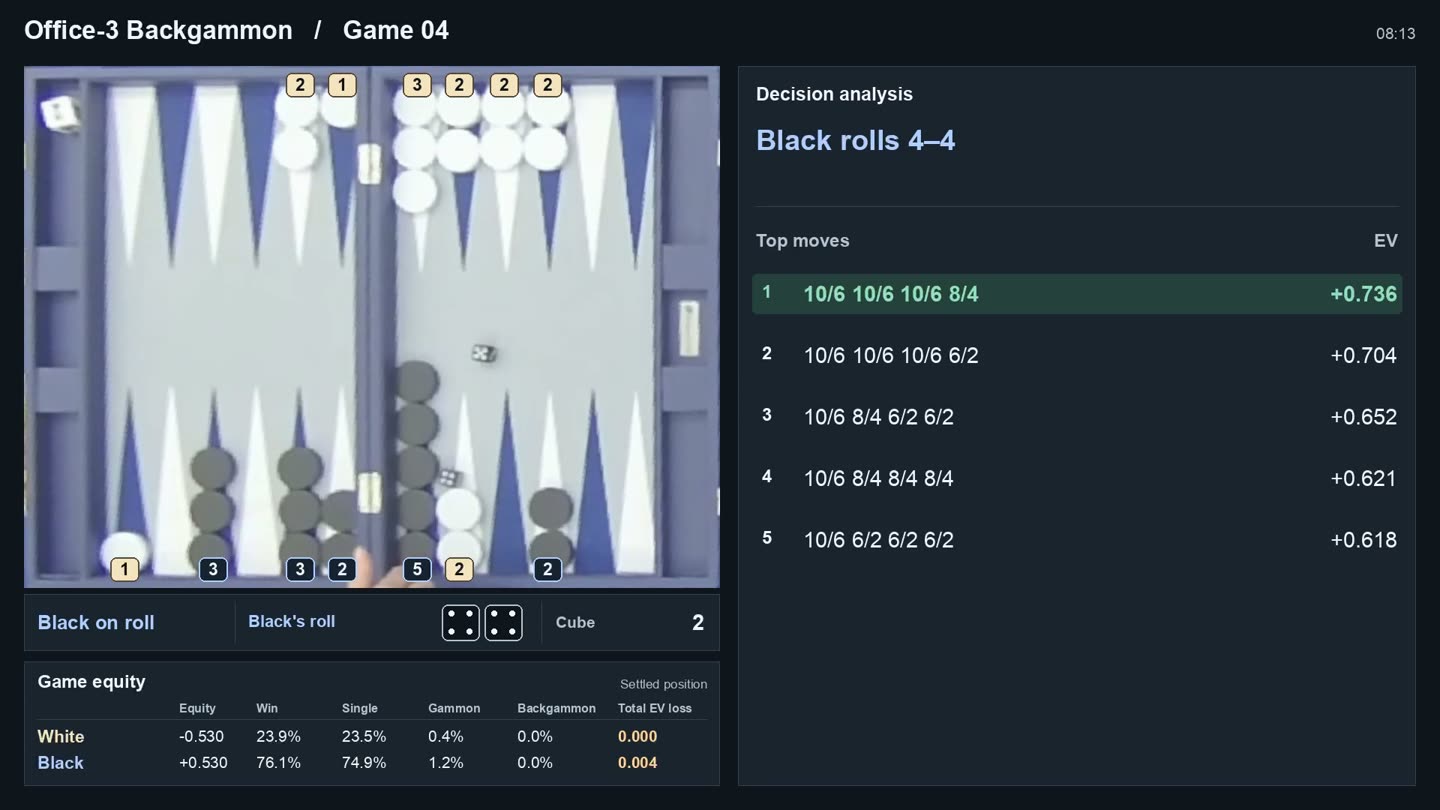 Office-3 Backgammon / Game 04
08:13
2 1 3 2 2 2
1 3 3 2 5 2 2
Black on roll
Black's roll
Cube 2
Game equity
Settled position
Equity Win Single Gammon Backgammon Total EV loss
White -0.530 23.9% 23.5% 0.4% 0.0% 0.000
Black +0.530 76.1% 74.9% 1.2% 0.0% 0.004
Decision analysis
Black rolls 4–4
Top moves EV
1 10/6 10/6 10/6 8/4 +0.736
2 10/6 10/6 10/6 6/2 +0.704
3 10/6 8/4 6/2 6/2 +0.652
4 10/6 8/4 8/4 8/4 +0.621
5 10/6 6/2 6/2 6/2 +0.618